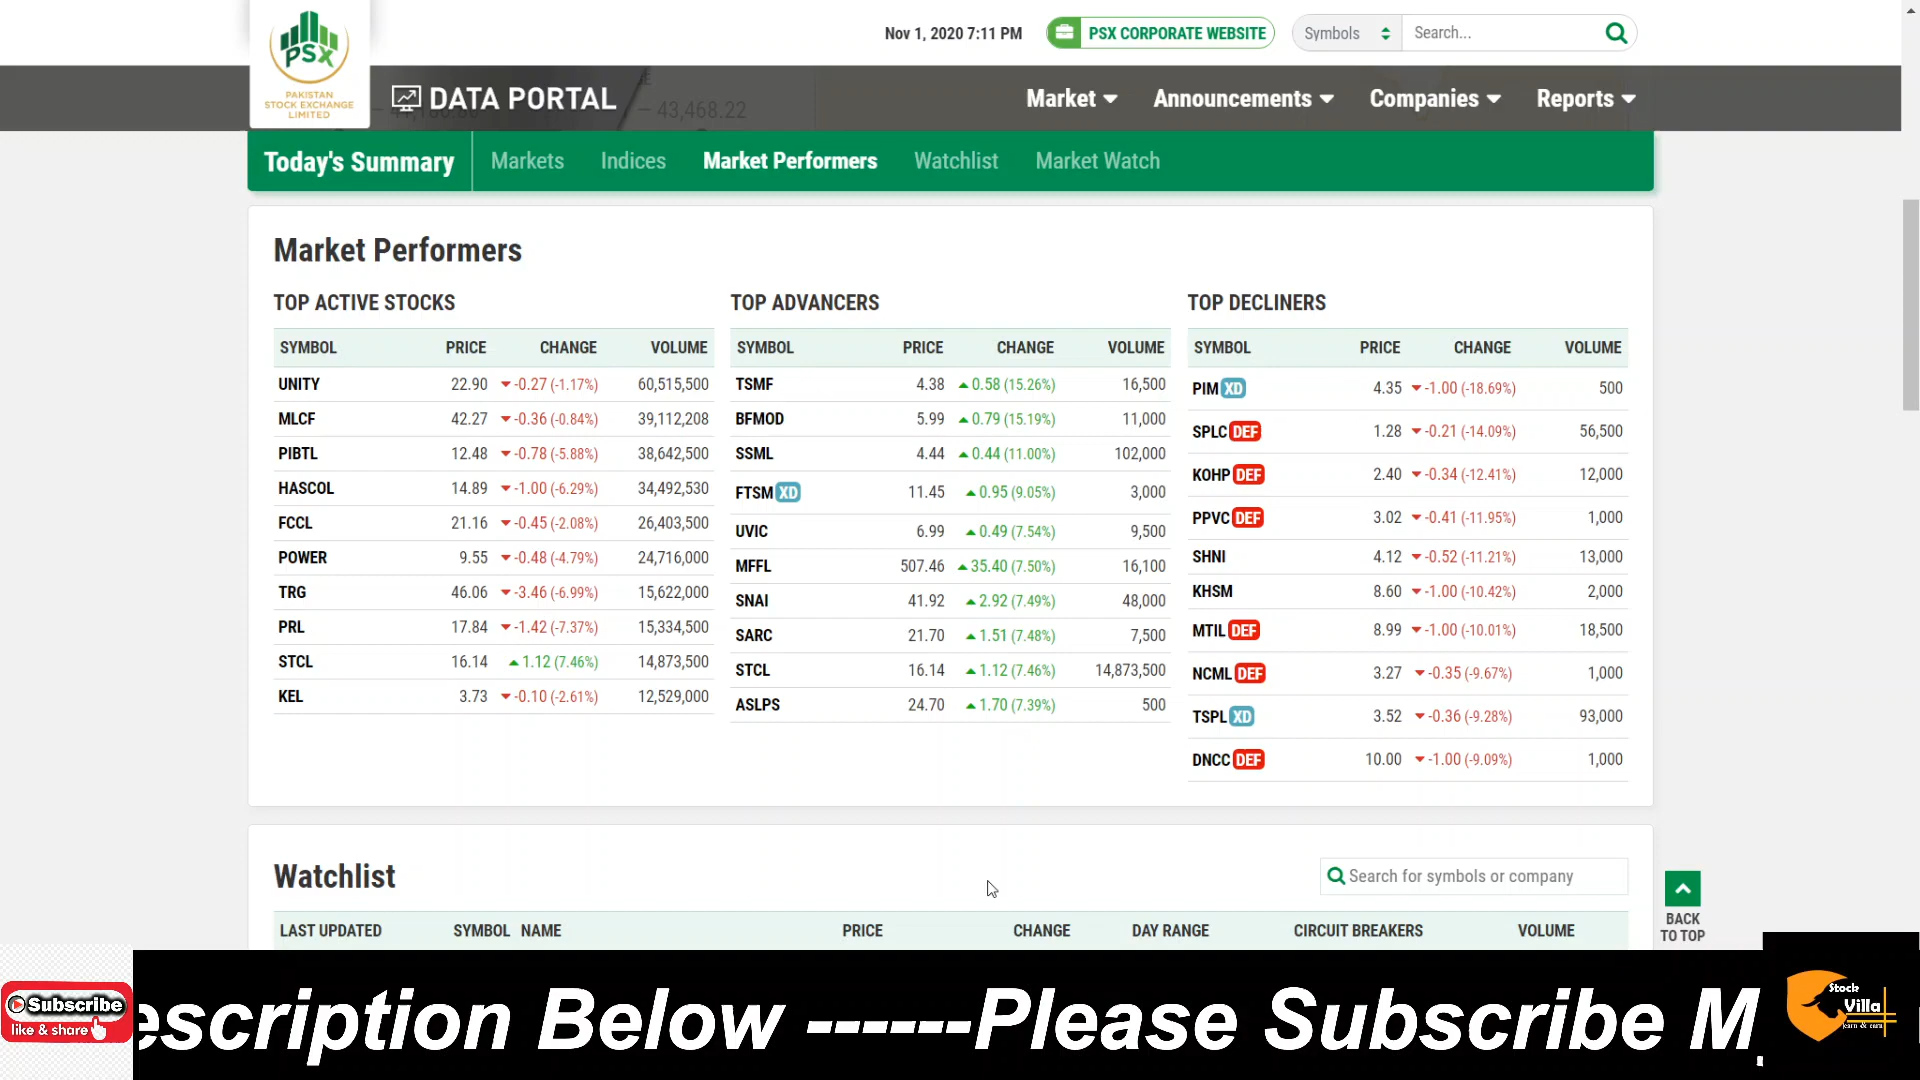 Nov 1, 2020 7:11 PM
PSX CORPORATE WEBSITE
Symbols
Search...
PSX
PAKISTAN
STOCK EXCHANGE
LIMITED
DATA PORTAL
43,468.22
Market
Announcements
Companies
Reports
Today's Summary
Markets
Indices
Market Performers
Watchlist
Market Watch
Market Performers
TOP ACTIVE STOCKS
SYMBOL PRICE CHANGE VOLUME
UNITY 22.90 -0.27 (-1.17%) 60,515,500
MLCF 42.27 -0.36 (-0.84%) 39,112,208
PIBTL 12.48 -0.78 (-5.88%) 38,642,500
HASCOL 14.89 -1.00 (-6.29%) 34,492,530
FCCL 21.16 -0.45 (-2.08%) 26,403,500
POWER 9.55 -0.48 (-4.79%) 24,716,000
TRG 46.06 -3.46 (-6.99%) 15,622,000
PRL 17.84 -1.42 (-7.37%) 15,334,500
STCL 16.14 1.12 (7.46%) 14,873,500
KEL 3.73 -0.10 (-2.61%) 12,529,000
TOP ADVANCERS
SYMBOL PRICE CHANGE VOLUME
TSMF 4.38 0.58 (15.26%) 16,500
BFMOD 5.99 0.79 (15.19%) 11,000
SSML 4.44 0.44 (11.00%) 102,000
FTSM XD 11.45 0.95 (9.05%) 3,000
UVIC 6.99 0.49 (7.54%) 9,500
MFFL 507.46 35.40 (7.50%) 16,100
SNAI 41.92 2.92 (7.49%) 48,000
SARC 21.70 1.51 (7.48%) 7,500
STCL 16.14 1.12 (7.46%) 14,873,500
ASLPS 24.70 1.70 (7.39%) 500
TOP DECLINERS
SYMBOL PRICE CHANGE VOLUME
PIM XD 4.35 -1.00 (-18.69%) 500
SPLC DEF 1.28 -0.21 (-14.09%) 56,500
KOHP DEF 2.40 -0.34 (-12.41%) 12,000
PPVC DEF 3.02 -0.41 (-11.95%) 1,000
SHNI 4.12 -0.52 (-11.21%) 13,000
KHSM 8.60 -1.00 (-10.42%) 2,000
MTIL DEF 8.99 -1.00 (-10.01%) 18,500
NCML DEF 3.27 -0.35 (-9.67%) 1,000
TSPL XD 3.52 -0.36 (-9.28%) 93,000
DNCC DEF 10.00 -1.00 (-9.09%) 1,000
Watchlist
Search for symbols or company
LAST UPDATED SYMBOL NAME PRICE CHANGE DAY RANGE CIRCUIT BREAKERS VOLUME
BACK
TO TOP
Subscribe
like & share
escription Below ------Please Subscribe M
Stock
Villa
learn & earn